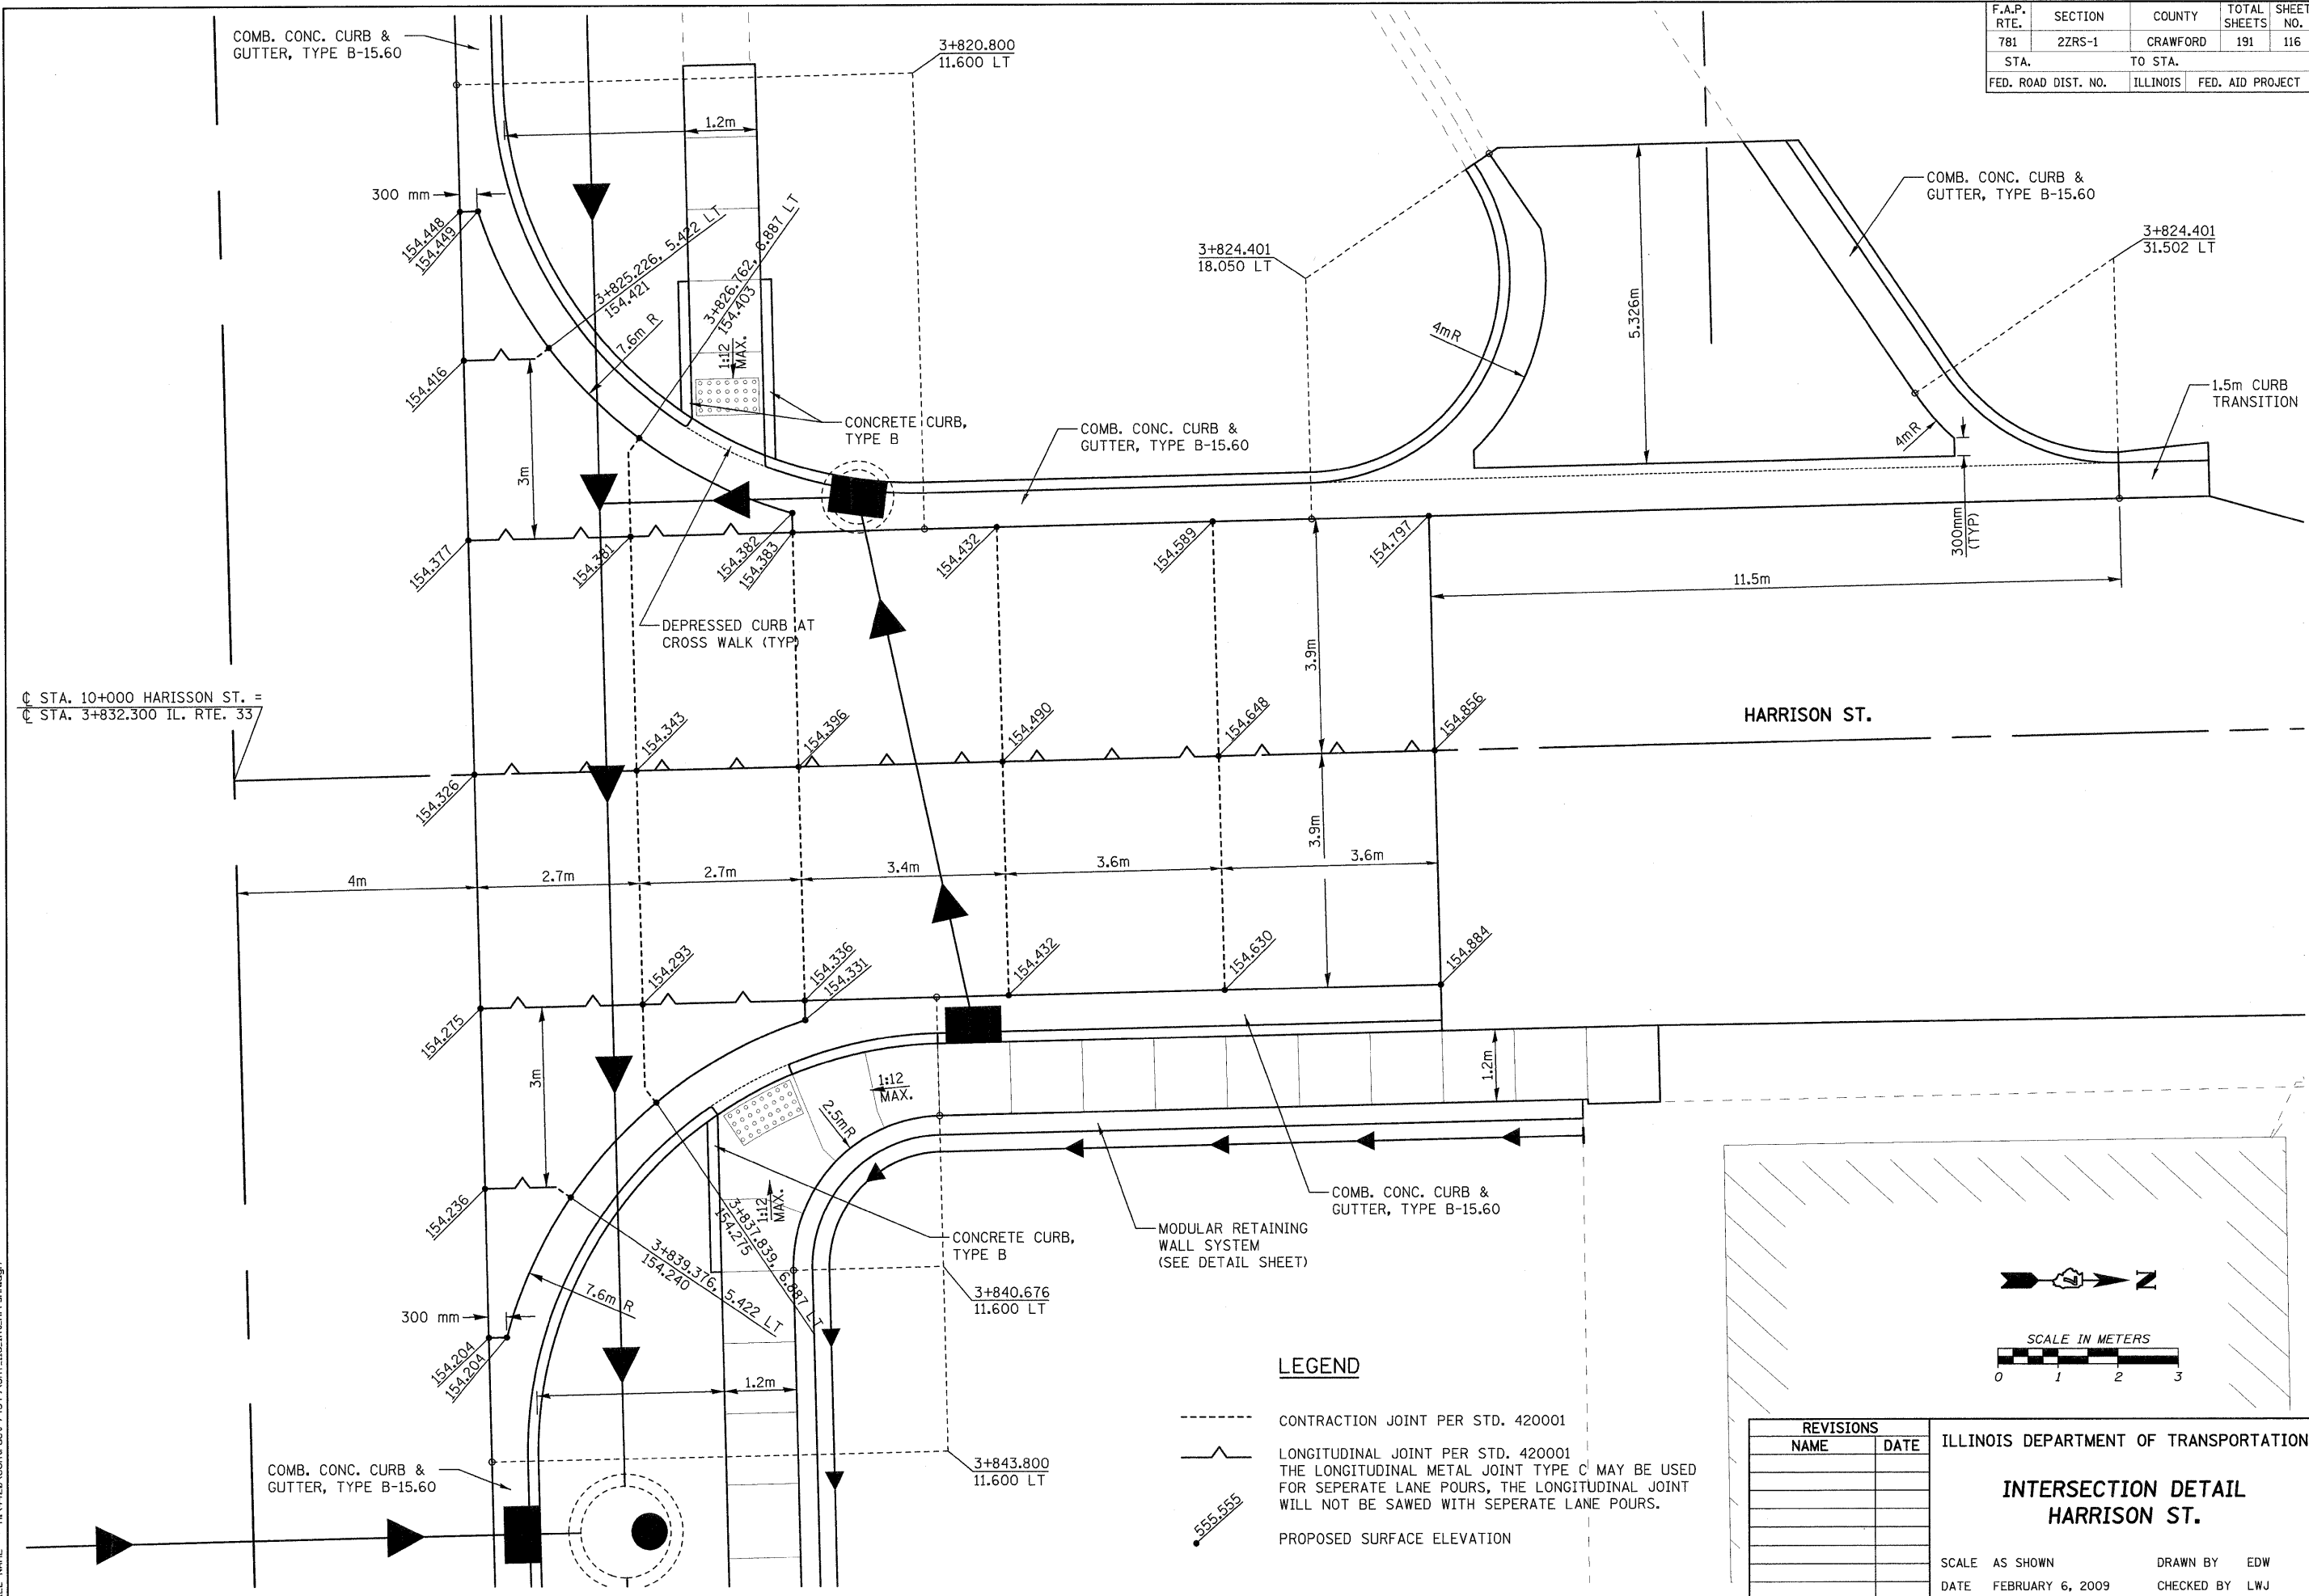 F.A.P. RTE. SECTION COUNTY TOTAL SHEETS SHEET NO.
781 2ZRS-1 CRAWFORD 191 116
STA. TO STA.
FED. ROAD DIST. NO. ILLINOIS FED. AID PROJECT
COMB. CONC. CURB &
GUTTER, TYPE B-15.60
3+820.800
11.600 LT
1.2m
300 mm
154.448
154.449
3+825.226, 5.422 LT
154.421
3+826.762, 6.887 LT
154.403
7.6m R
1:12
MAX.
154.416
3m
CONCRETE CURB,
TYPE B
COMB. CONC. CURB &
GUTTER, TYPE B-15.60
3+824.401
18.050 LT
4mR
5.326m
COMB. CONC. CURB &
GUTTER, TYPE B-15.60
3+824.401
31.502 LT
1.5m CURB
TRANSITION
4mR
300mm
(TYP)
154.377
154.381
154.382
154.383
154.432
154.589
154.797
11.5m
DEPRESSED CURB AT
CROSS WALK (TYP)
3.9m
℄ STA. 10+000 HARISSON ST. =
℄ STA. 3+832.300 IL. RTE. 33
154.326
154.343
154.396
154.490
154.648
154.856
HARRISON ST.
3.9m
4m
2.7m
2.7m
3.4m
3.6m
3.6m
154.275
154.293
154.336
154.331
154.432
154.630
154.884
3m
1:12
MAX.
2.5mR
1.2m
154.236
1:12
MAX.
3+837.839, 6.887 LT
154.275
3+839.376, 5.422 LT
154.240
CONCRETE CURB,
TYPE B
MODULAR RETAINING
WALL SYSTEM
(SEE DETAIL SHEET)
COMB. CONC. CURB &
GUTTER, TYPE B-15.60
3+840.676
11.600 LT
7.6m R
300 mm
154.204
154.204
1.2m
3+843.800
11.600 LT
COMB. CONC. CURB &
GUTTER, TYPE B-15.60
N
SCALE IN METERS
0 1 2 3
LEGEND
CONTRACTION JOINT PER STD. 420001
LONGITUDINAL JOINT PER STD. 420001
THE LONGITUDINAL METAL JOINT TYPE C MAY BE USED
FOR SEPERATE LANE POURS, THE LONGITUDINAL JOINT
WILL NOT BE SAWED WITH SEPERATE LANE POURS.
555.555
PROPOSED SURFACE ELEVATION
REVISIONS
NAME DATE
ILLINOIS DEPARTMENT OF TRANSPORTATION
INTERSECTION DETAIL
HARRISON ST.
SCALE AS SHOWN DRAWN BY EDW
DATE FEBRUARY 6, 2009 CHECKED BY LWJ